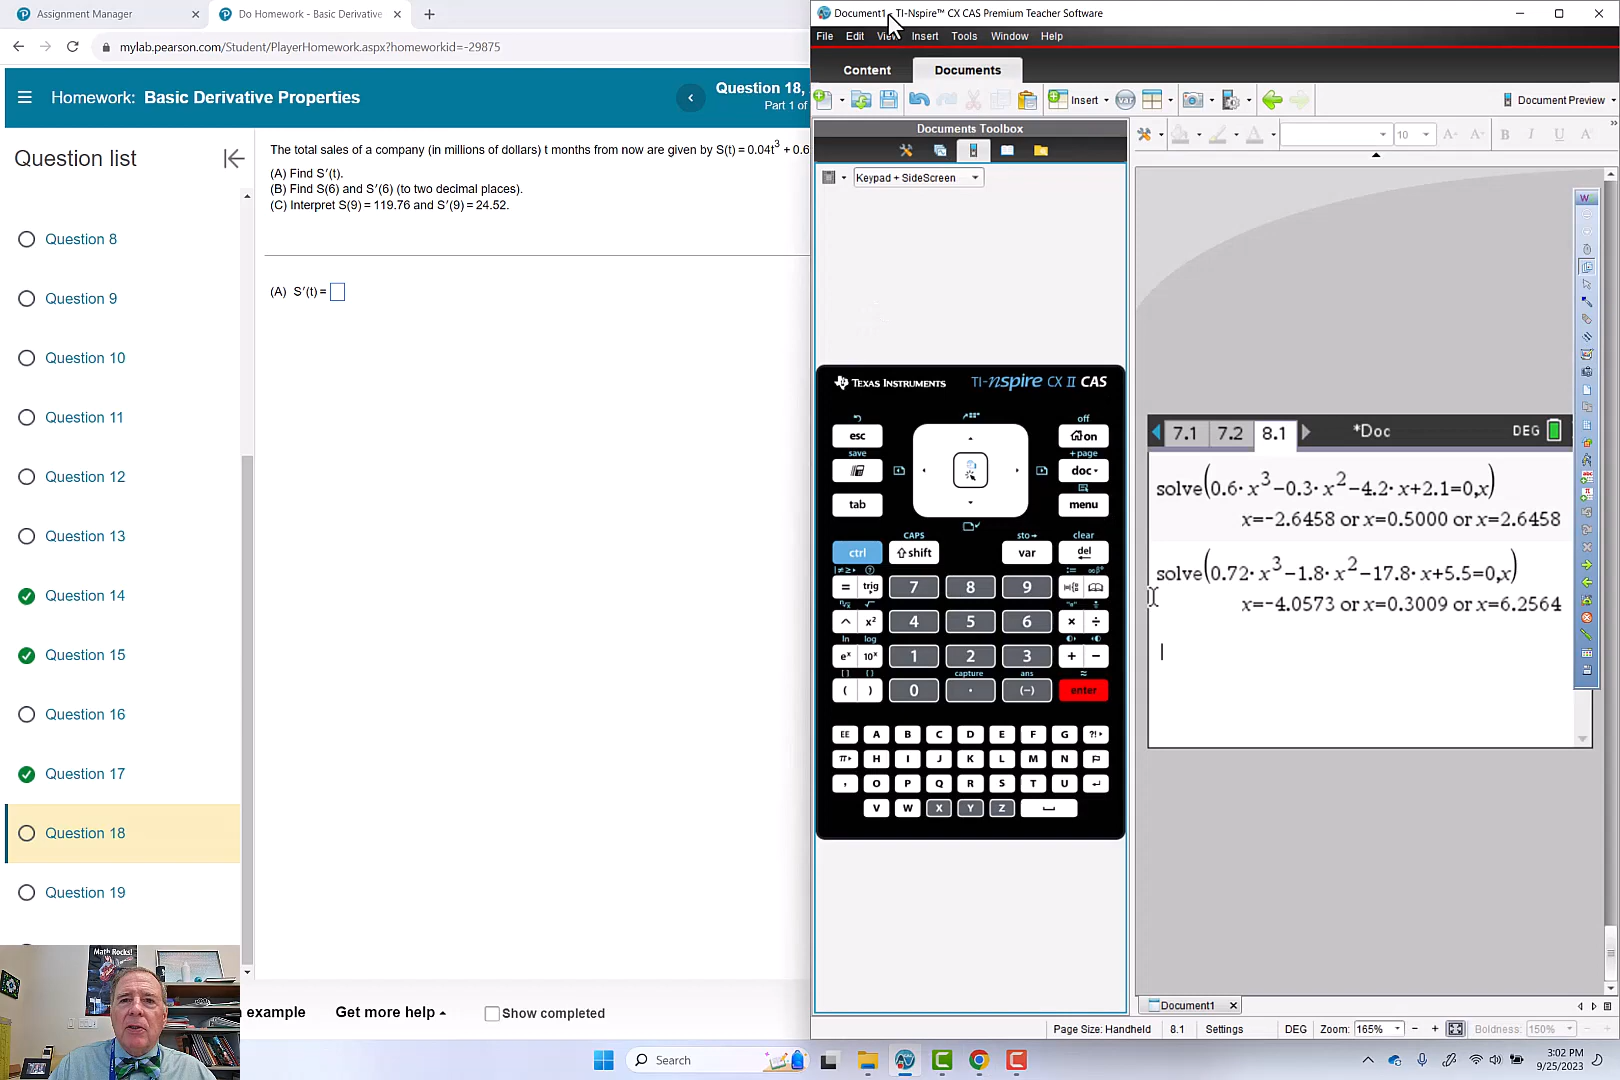 Assignment Manager
Do Homework - Basic Derivative
mylab.pearson.com/Student/PlayerHomework.aspx?homeworkid=-29875
Homework: Basic Derivative Properties
Question 18,
Part 1 of
Question list
Question 8
Question 9
Question 10
Question 11
Question 12
Question 13
Question 14
Question 15
Question 16
Question 17
Question 18
Question 19
The total sales of a company (in millions of dollars) t months from now are given by S(t) = 0.04t³ + 0.6
(A) Find S′(t).
(B) Find S(6) and S′(6) (to two decimal places).
(C) Interpret S(9) = 119.76 and S′(9) = 24.52.
(A) S′(t) =
Math Rocks!
example
Get more help
Show completed
Document1 - TI-Nspire™ CX CAS Premium Teacher Software
File Edit View Insert Tools Window Help
Content Documents
Insert
VAR
Document Preview
Documents Toolbox
10
B I U
Keypad + SideScreen
TEXAS INSTRUMENTS TI-nspire CX II CAS
off
esc
on
save
+ page
doc
tab
menu
CAPS sto→ clear
ctrl shift var del
= trig 7 8 9
^ x² 4 5 6 × ÷
ln log
eˣ 10ˣ 1 2 3 + −
capture ans
( ) 0 . (−) enter
EE A B C D E F G ?!
π H I J K L M N
, O P Q R S T U
V W X Y Z
7.1 7.2 8.1 *Doc DEG
solve(0.6·x³−0.3·x²−4.2·x+2.1=0,x)
x=−2.6458 or x=0.5000 or x=2.6458
solve(0.72·x³−1.8·x²−17.8·x+5.5=0,x)
x=−4.0573 or x=0.3009 or x=6.2564
Document1
Page Size: Handheld 8.1 Settings DEG Zoom: 165% Boldness: 150%
Search
3:02 PM
9/25/2023